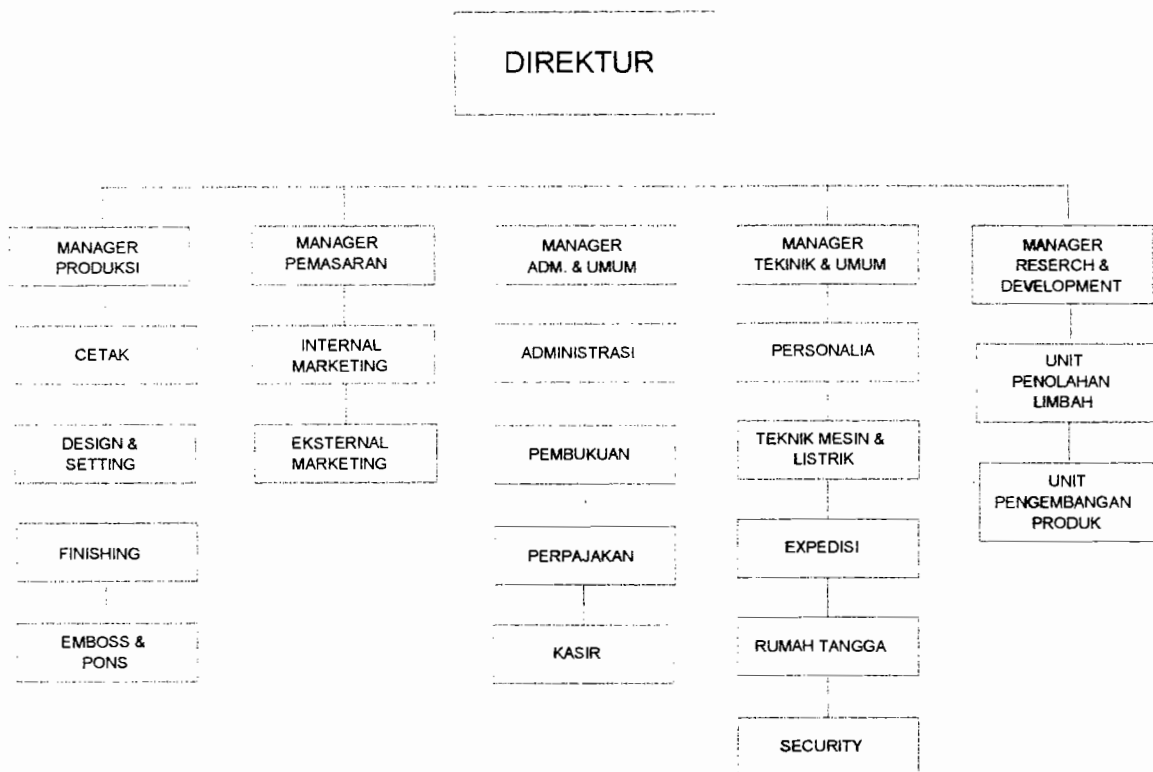 DIREKTUR
MANAGER
PRODUKSI
MANAGER
PEMASARAN
MANAGER
ADM. & UMUM
MANAGER
TEKINIK & UMUM
MANAGER
RESERCH &
DEVELOPMENT
CETAK
INTERNAL
MARKETING
ADMINISTRASI
PERSONALIA
UNIT
PENOLAHAN
LIMBAH
DESIGN &
SETTING
EKSTERNAL
MARKETING
PEMBUKUAN
TEKNIK MESIN &
LISTRIK
UNIT
PENGEMBANGAN
PRODUK
FINISHING
PERPAJAKAN
EXPEDISI
EMBOSS &
PONS
KASIR
RUMAH TANGGA
SECURITY